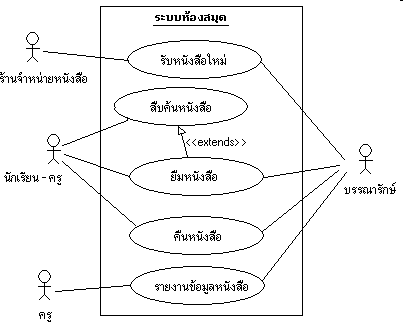 ระบบห้องสมุด
รับหนังสือใหม่
ร้านจำหน่ายหนังสือ
สืบค้นหนังสือ
<<extends>>
นักเรียน - ครู
ยืมหนังสือ
บรรณารักษ์
คืนหนังสือ
รายงานข้อมูลหนังสือ
ครู